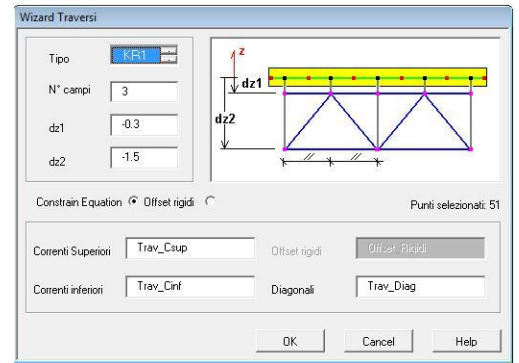 Wizard Traversi
Tipo KR1
N° campi 3
dz1 -0.3
dz2 -1.5
z
dz1
dz2
// //
Constrain Equation Offset rigidi
Punti selezionati: 51
Correnti Superiori Trav_Csup Offset rigidi Offset Rigidi
Correnti inferiori Trav_Cinf Diagonali Trav_Diag
OK Cancel Help